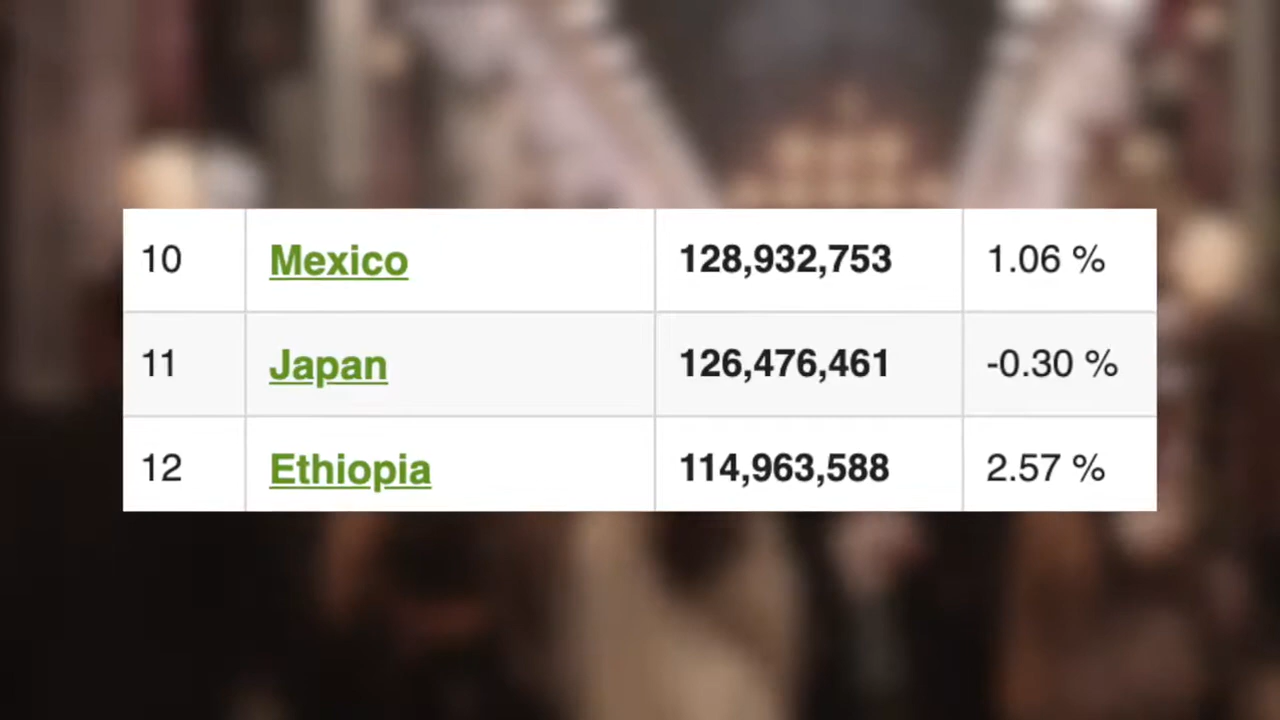 10 Mexico 128,932,753 1.06 %
11 Japan 126,476,461 -0.30 %
12 Ethiopia 114,963,588 2.57 %